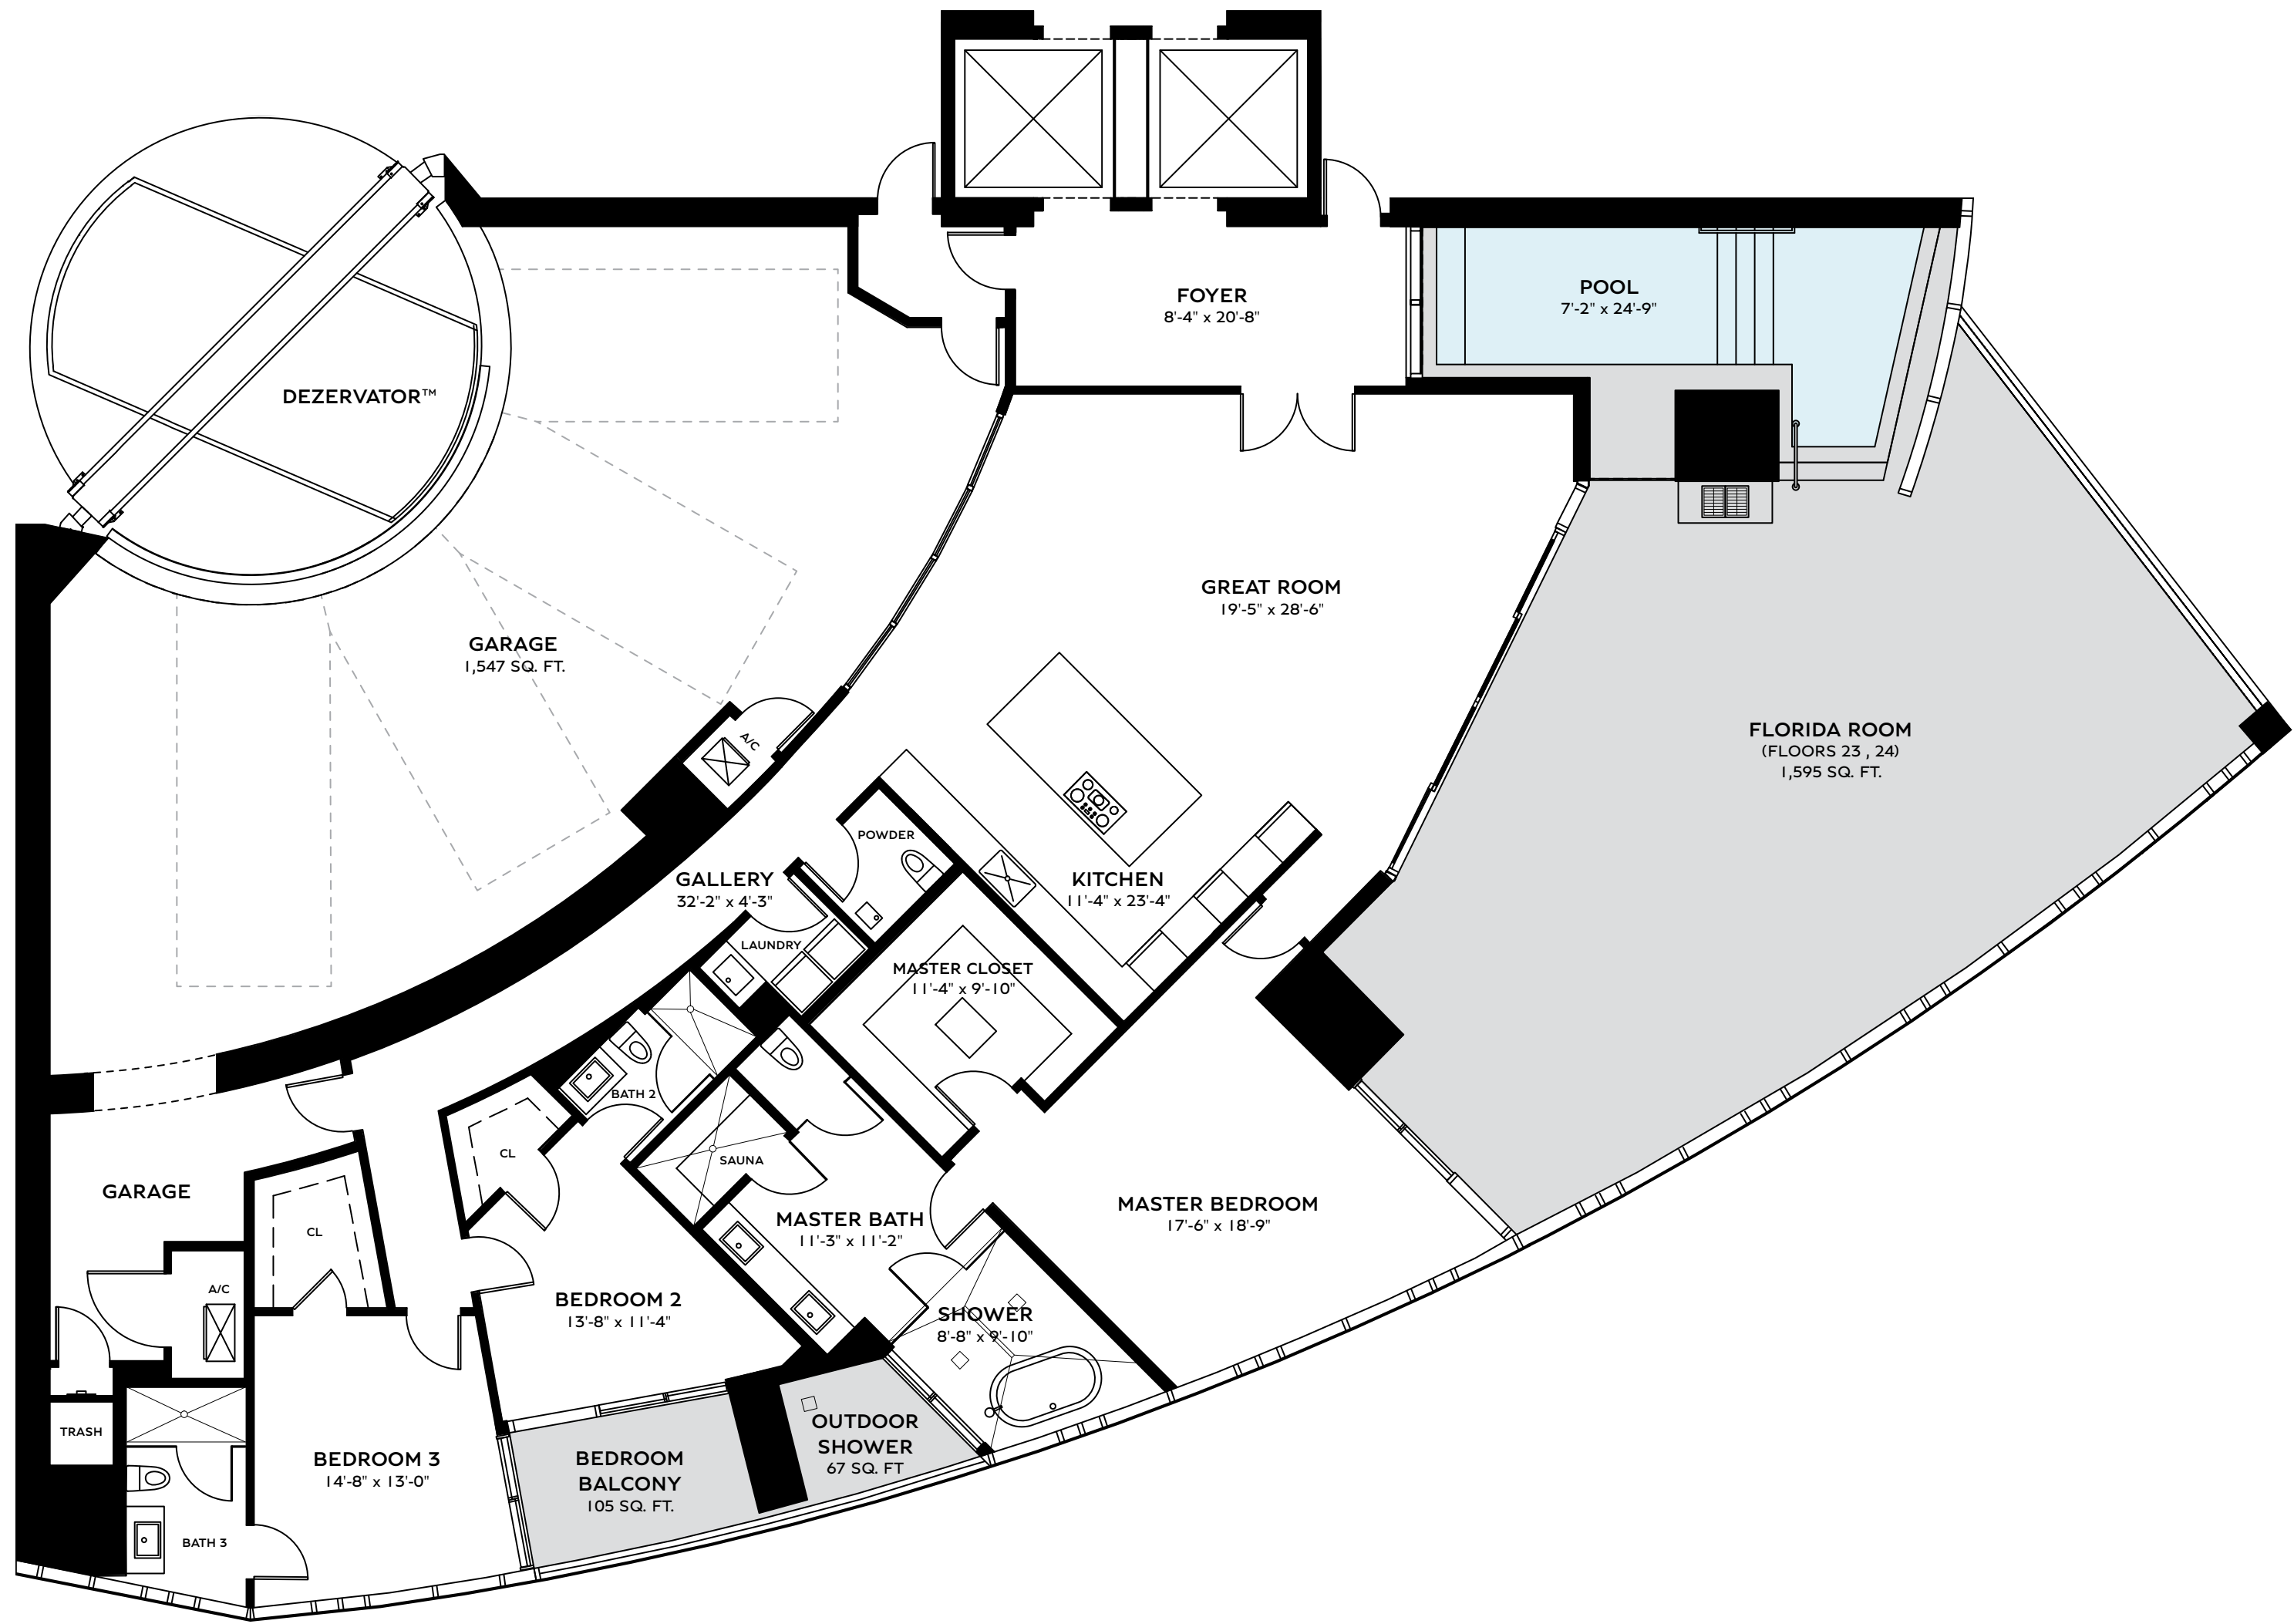 FOYER
8'-4" x 20'-8"
POOL
7'-2" x 24'-9"
DEZERVATOR™
GREAT ROOM
19'-5" x 28'-6"
GARAGE
1,547 SQ. FT.
FLORIDA ROOM
(FLOORS 23 , 24)
1,595 SQ. FT.
A/C
POWDER
GALLERY
32'-2" x 4'-3"
KITCHEN
11'-4" x 23'-4"
LAUNDRY
MASTER CLOSET
11'-4" x 9'-10"
BATH 2
CL
SAUNA
GARAGE
MASTER BATH
11'-3" x 11'-2"
MASTER BEDROOM
17'-6" x 18'-9"
CL
A/C
BEDROOM 2
13'-8" x 11'-4"
SHOWER
8'-8" x 9'-10"
TRASH
OUTDOOR
SHOWER
67 SQ. FT
BEDROOM 3
14'-8" x 13'-0"
BEDROOM
BALCONY
105 SQ. FT.
BATH 3